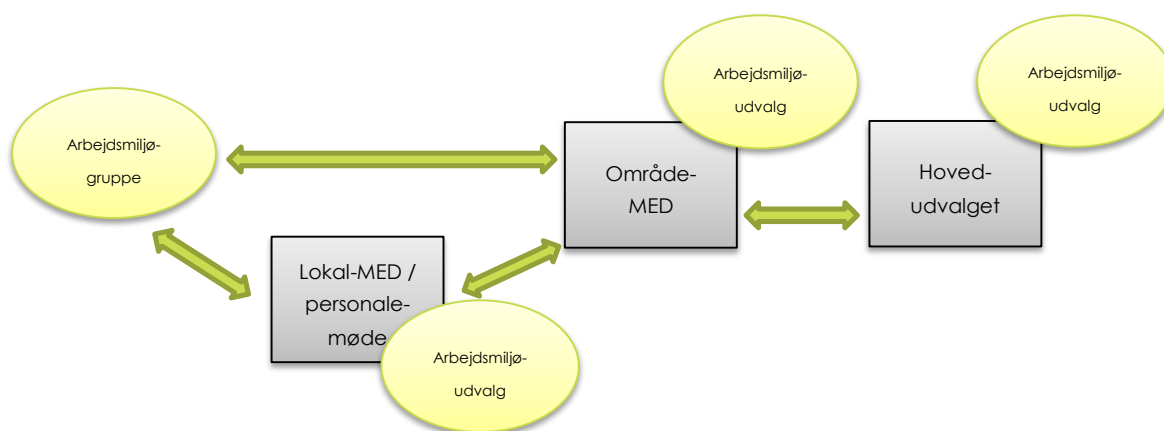 Arbejdsmiljø-
udvalg
Arbejdsmiljø-
udvalg
Arbejdsmiljø-
gruppe
Område-
MED
Hoved-
udvalget
Lokal-MED /
personale-
møde
Arbejdsmiljø-
udvalg